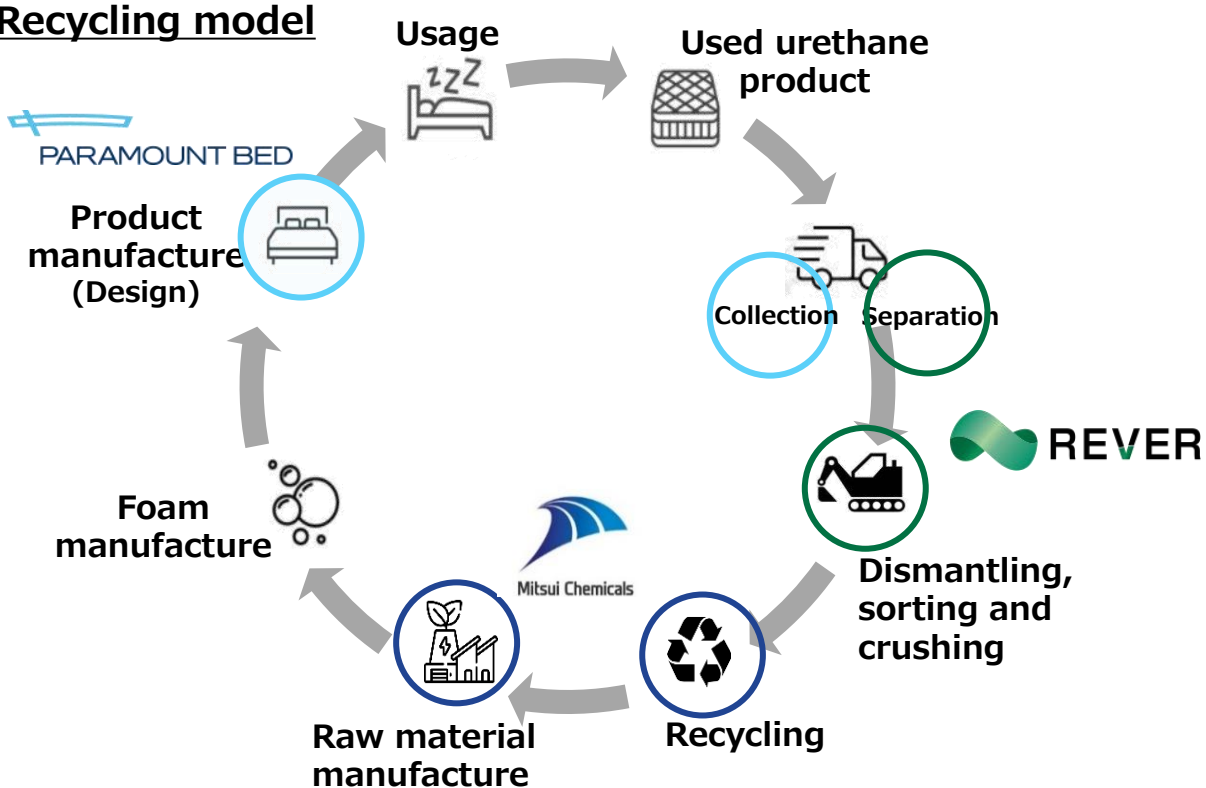 Recycling model
Usage
zzZ
Used urethane
product
PARAMOUNT BED
Product
manufacture
(Design)
Collection
Separation
REVER
Foam
manufacture
Mitsui Chemicals
Dismantling,
sorting and
crushing
Recycling
Raw material
manufacture